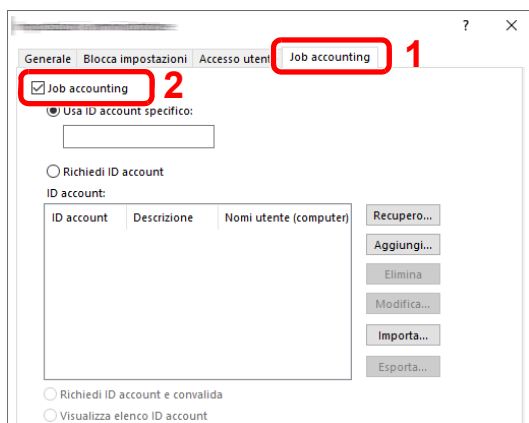 ? X
Generale Blocca impostazioni Accesso utent Job accounting 1
Job accounting 2
Usa ID account specifico:
Richiedi ID account
ID account:
ID account Descrizione Nomi utente (computer) Recupero...
Aggiungi...
Elimina
Modifica...
Importa...
Esporta...
Richiedi ID account e convalida
Visualizza elenco ID account